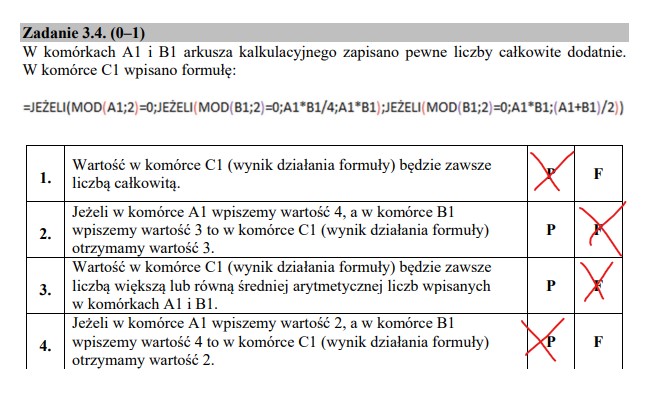 Zadanie 3.4. (0–1)
W komórkach A1 i B1 arkusza kalkulacyjnego zapisano pewne liczby całkowite dodatnie.
W komórce C1 wpisano formułę:
=JEŻELI(MOD(A1;2)=0;JEŻELI(MOD(B1;2)=0;A1*B1/4;A1*B1);JEŻELI(MOD(B1;2)=0;A1*B1;(A1+B1)/2))
1. Wartość w komórce C1 (wynik działania formuły) będzie zawsze P F
liczbą całkowitą.
2. Jeżeli w komórce A1 wpiszemy wartość 4, a w komórce B1
wpiszemy wartość 3 to w komórce C1 (wynik działania formuły) P F
otrzymamy wartość 3.
3. Wartość w komórce C1 (wynik działania formuły) będzie zawsze
liczbą większą lub równą średniej arytmetycznej liczb wpisanych P F
w komórkach A1 i B1.
4. Jeżeli w komórce A1 wpiszemy wartość 2, a w komórce B1
wpiszemy wartość 4 to w komórce C1 (wynik działania formuły) P F
otrzymamy wartość 2.